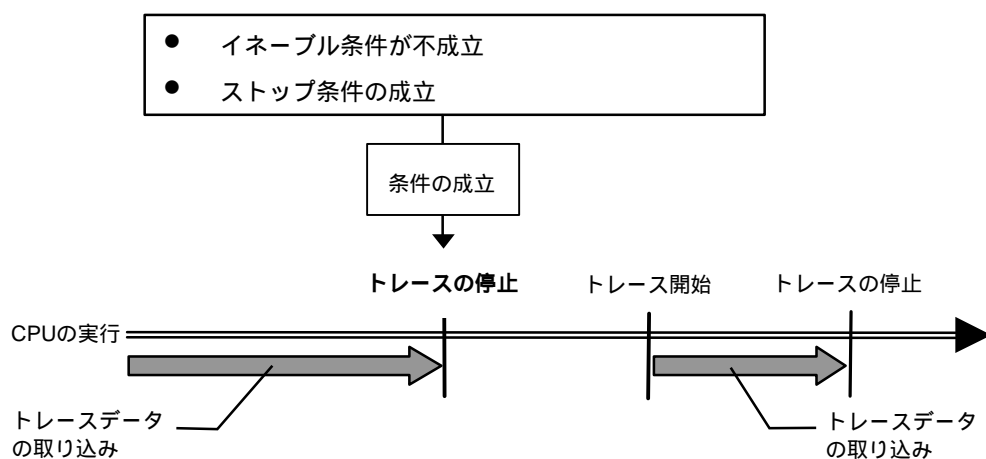 ● イネーブル条件が不成立
● ストップ条件の成立
条件の成立
トレースの停止
トレース開始
トレースの停止
CPUの実行
トレースデータ
の取り込み
トレースデータ
の取り込み